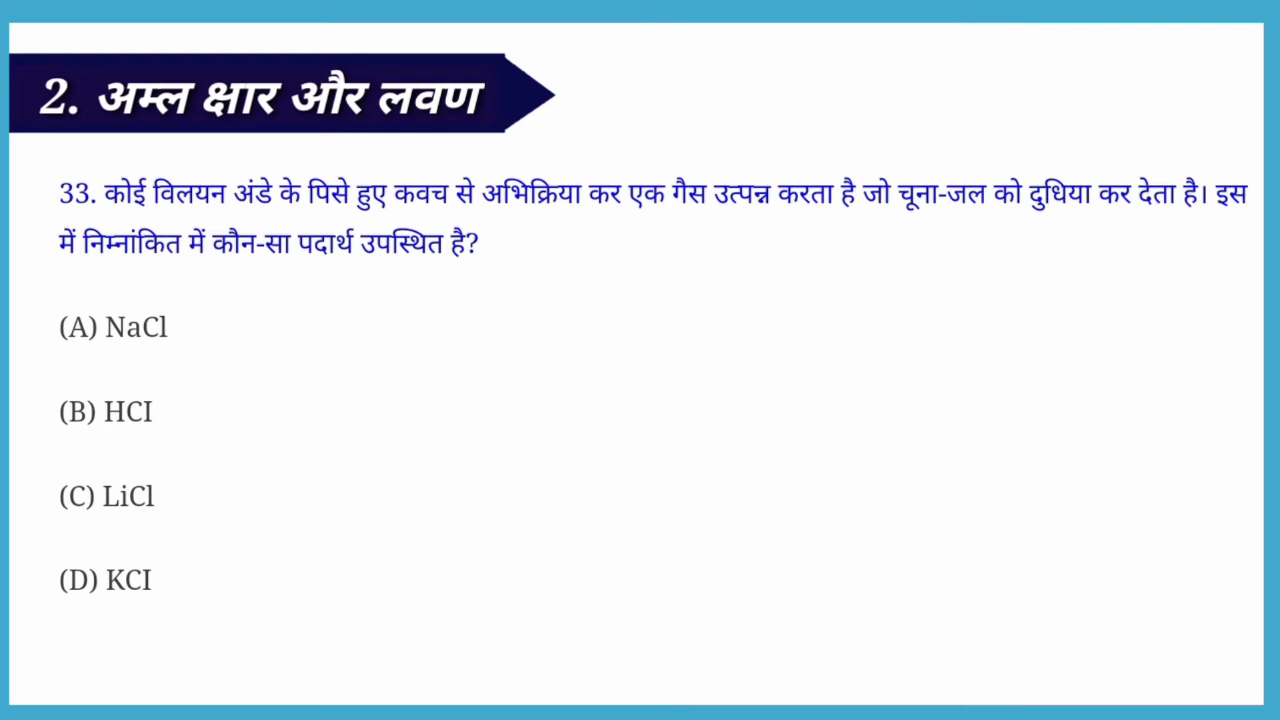 2. अम्ल क्षार और लवण
33. कोई विलयन अंडे के पिसे हुए कवच से अभिक्रिया कर एक गैस उत्पन्न करता है जो चूना-जल को दुधिया कर देता है। इस
में निम्नांकित में कौन-सा पदार्थ उपस्थित है?
(A) NaCl
(B) HCI
(C) LiCl
(D) KCI